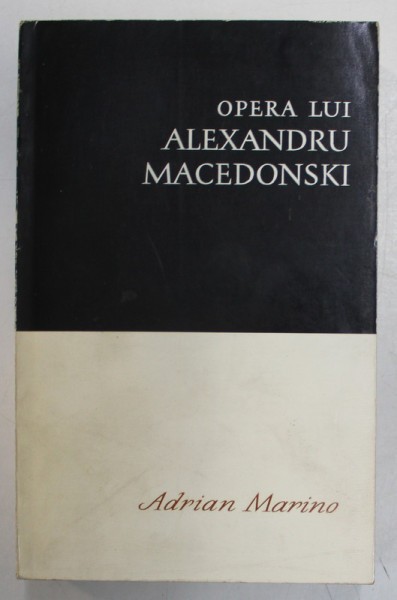 OPERA LUI
ALEXANDRU
MACEDONSKI
Adrian Marino